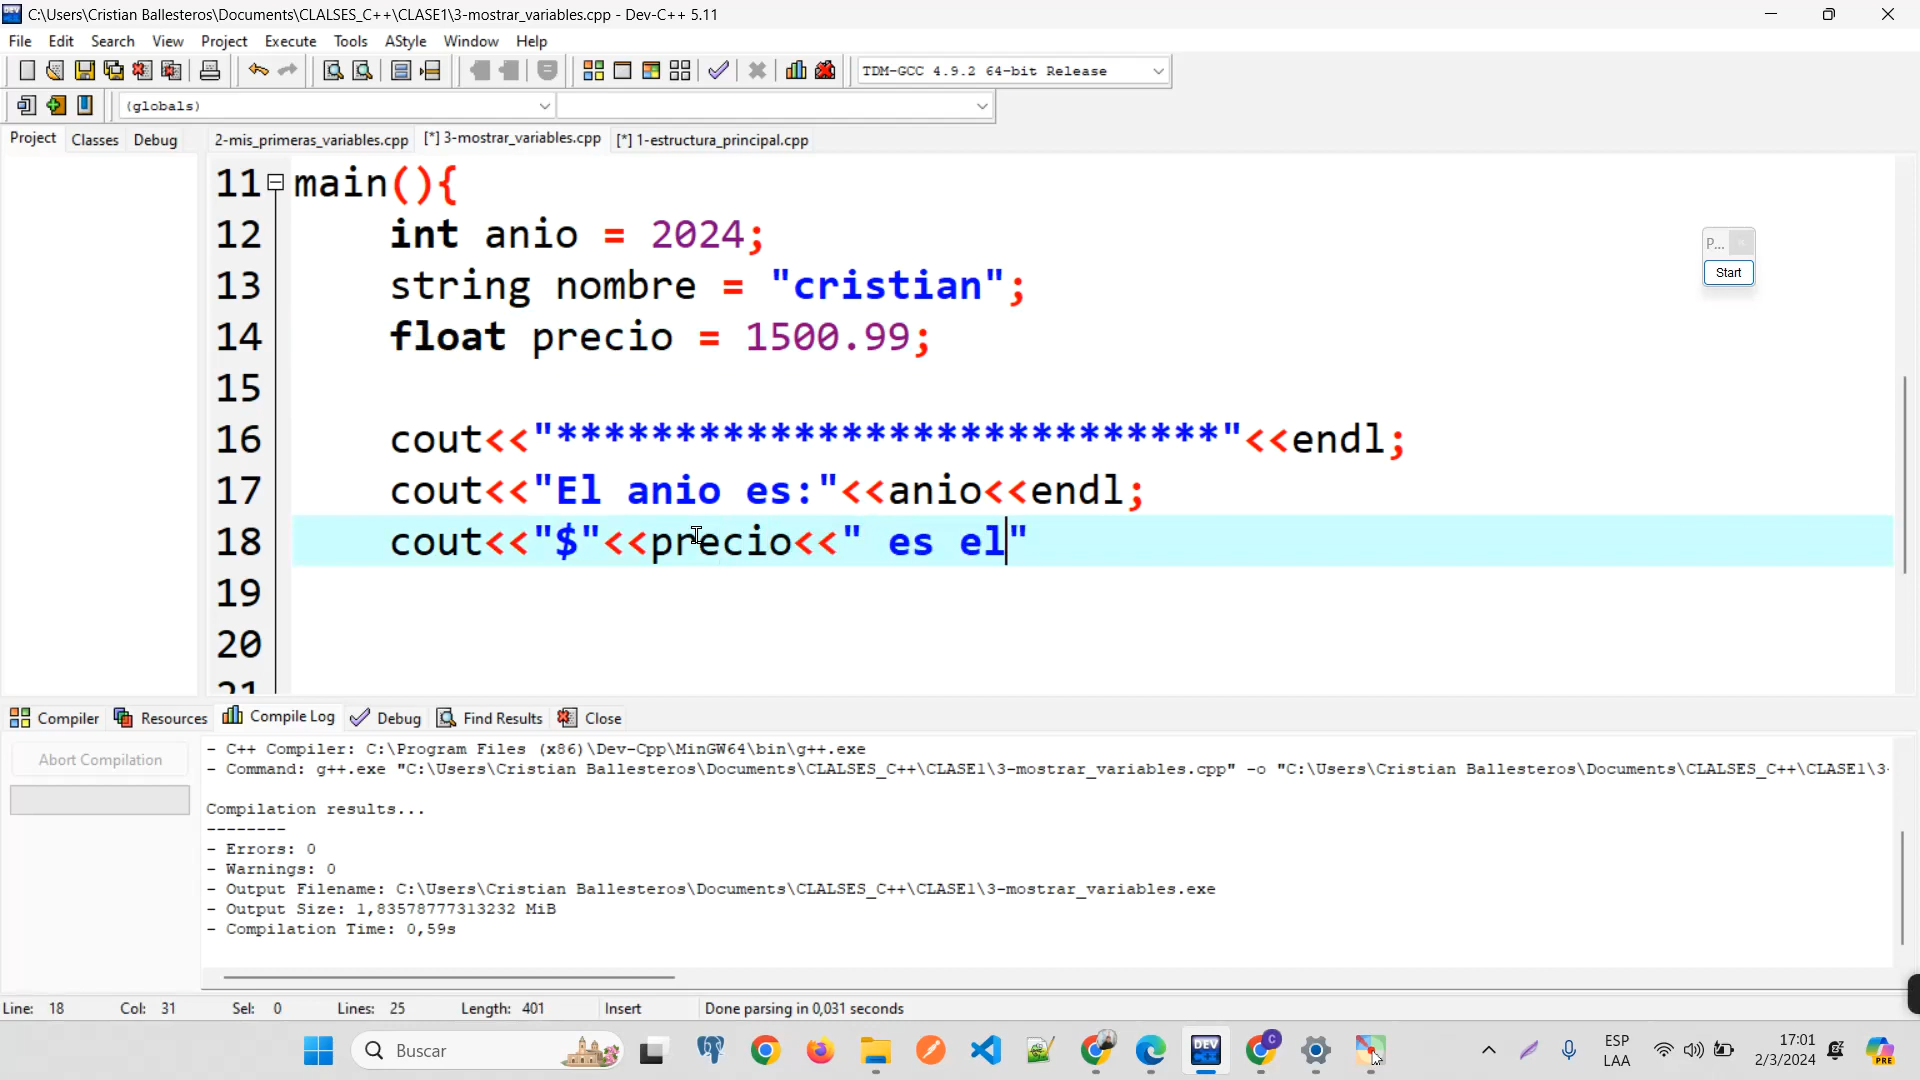 C:\Users\Cristian Ballesteros\Documents\CLALSES_C++\CLASE1\3-mostrar_variables.cpp - Dev-C++ 5.11
File Edit Search View Project Execute Tools AStyle Window Help
TDM-GCC 4.9.2 64-bit Release
(globals)
Project Classes Debug 2-mis_primeras_variables.cpp [*] 3-mostrar_variables.cpp [*] 1-estructura_principal.cpp
11 main(){
12 int anio = 2024;
13 string nombre = "cristian";
14 float precio = 1500.99;
15
16 cout<<"****************************"<<endl;
17 cout<<"El anio es:"<<anio<<endl;
18 cout<<"$"<<precio<<" es el"
19
20
21
P...
Start
Compiler Resources Compile Log Debug Find Results Close
Abort Compilation
- C++ Compiler: C:\Program Files (x86)\Dev-Cpp\MinGW64\bin\g++.exe
- Command: g++.exe "C:\Users\Cristian Ballesteros\Documents\CLALSES_C++\CLASE1\3-mostrar_variables.cpp" -o "C:\Users\Cristian Ballesteros\Documents\CLALSES_C++\CLASE1\3-
Compilation results...
--------
- Errors: 0
- Warnings: 0
- Output Filename: C:\Users\Cristian Ballesteros\Documents\CLALSES_C++\CLASE1\3-mostrar_variables.exe
- Output Size: 1,83578777313232 MiB
- Compilation Time: 0,59s
Line: 18 Col: 31 Sel: 0 Lines: 25 Length: 401 Insert Done parsing in 0,031 seconds
Buscar
DEV
C
ESP
LAA
17:01
2/3/2024
PRE